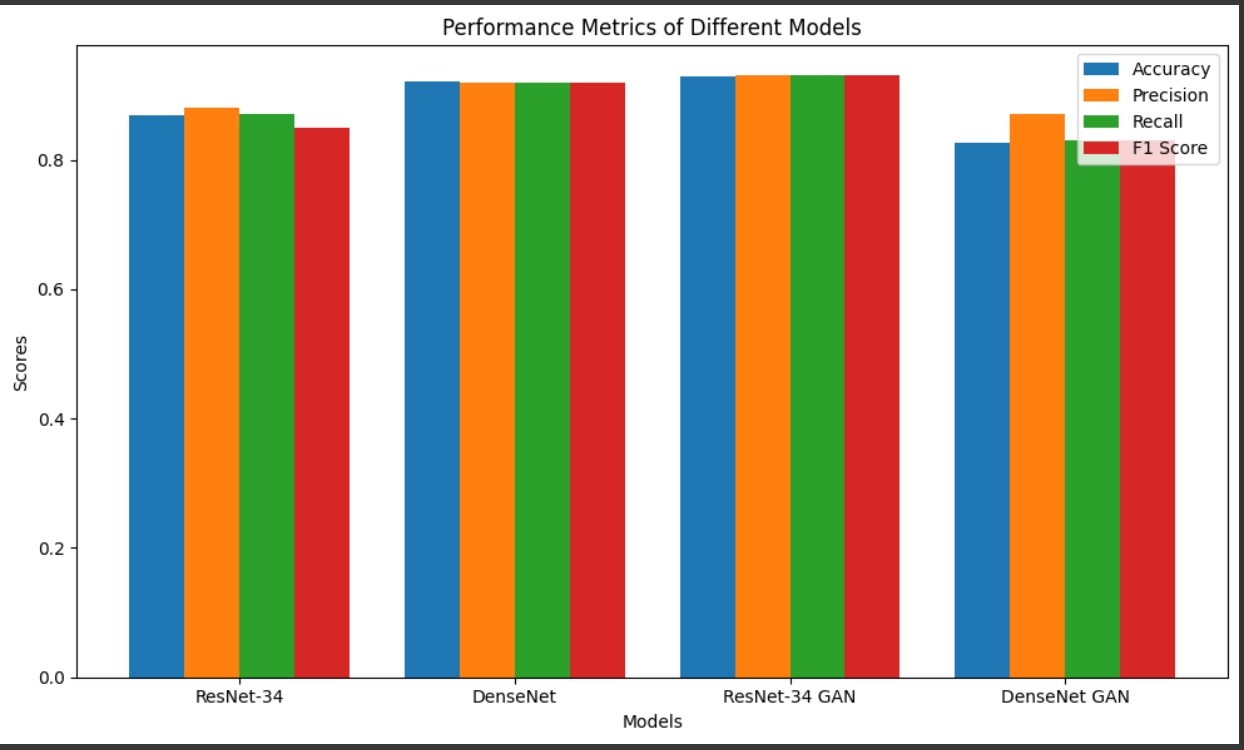 Performance Metrics of Different Models
Accuracy
Precision
Recall
F1 Score
0.8
0.6
0.4
0.2
0.0
Scores
ResNet-34 DenseNet ResNet-34 GAN DenseNet GAN
Models